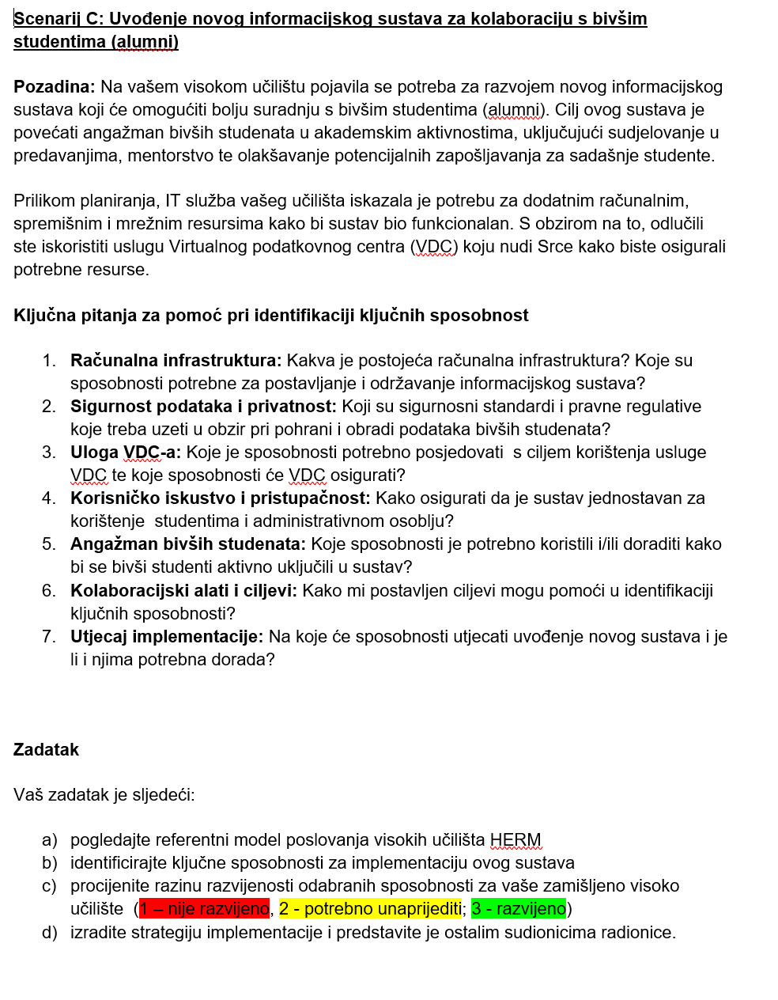 Scenarij C: Uvođenje novog informacijskog sustava za kolaboraciju s bivšim
studentima (alumni)
Pozadina: Na vašem visokom učilištu pojavila se potreba za razvojem novog informacijskog
sustava koji će omogućiti bolju suradnju s bivšim studentima (alumni). Cilj ovog sustava je
povećati angažman bivših studenata u akademskim aktivnostima, uključujući sudjelovanje u
predavanjima, mentorstvo te olakšavanje potencijalnih zapošljavanja za sadašnje studente.
Prilikom planiranja, IT služba vašeg učilišta iskazala je potrebu za dodatnim računalnim,
spremišnim i mrežnim resursima kako bi sustav bio funkcionalan. S obzirom na to, odlučili
ste iskoristiti uslugu Virtualnog podatkovnog centra (VDC) koju nudi Srce kako biste osigurali
potrebne resurse.
Ključna pitanja za pomoć pri identifikaciji ključnih sposobnost
1. Računalna infrastruktura: Kakva je postojeća računalna infrastruktura? Koje su
sposobnosti potrebne za postavljanje i održavanje informacijskog sustava?
2. Sigurnost podataka i privatnost: Koji su sigurnosni standardi i pravne regulative
koje treba uzeti u obzir pri pohrani i obradi podataka bivših studenata?
3. Uloga VDC-a: Koje je sposobnosti potrebno posjedovati  s ciljem korištenja usluge
VDC te koje sposobnosti će VDC osigurati?
4. Korisničko iskustvo i pristupačnost: Kako osigurati da je sustav jednostavan za
korištenje  studentima i administrativnom osoblju?
5. Angažman bivših studenata: Koje sposobnosti je potrebno koristili i/ili doraditi kako
bi se bivši studenti aktivno uključili u sustav?
6. Kolaboracijski alati i ciljevi: Kako mi postavljen ciljevi mogu pomoći u identifikaciji
ključnih sposobnosti?
7. Utjecaj implementacije: Na koje će sposobnosti utjecati uvođenje novog sustava i je
li i njima potrebna dorada?
Zadatak
Vaš zadatak je sljedeći:
a) pogledajte referentni model poslovanja visokih učilišta HERM
b) identificirajte ključne sposobnosti za implementaciju ovog sustava
c) procijenite razinu razvijenosti odabranih sposobnosti za vaše zamišljeno visoko
učilište  (1 – nije razvijeno, 2 - potrebno unaprijediti; 3 - razvijeno)
d) izradite strategiju implementacije i predstavite je ostalim sudionicima radionice.